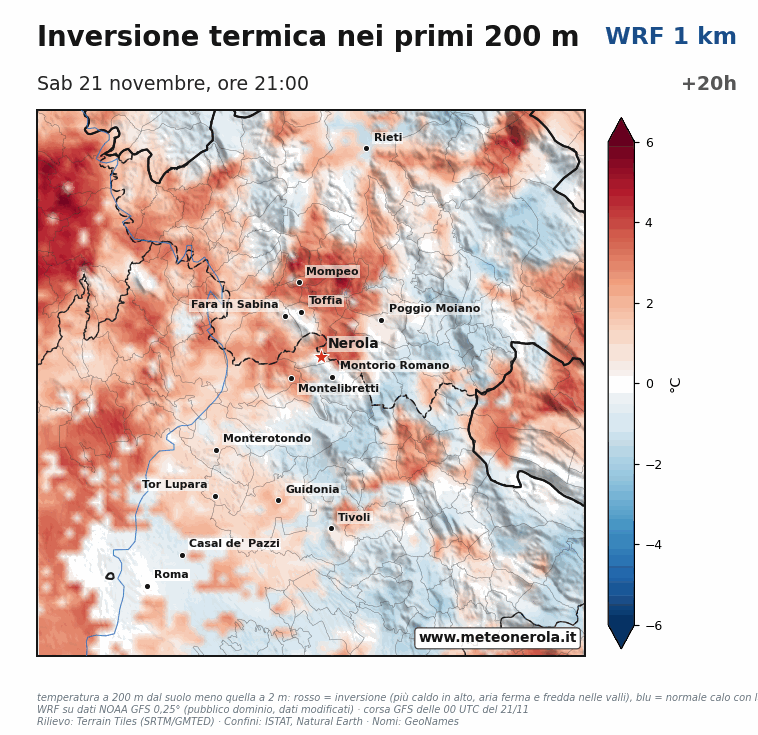 Inversione termica nei primi 200 m
WRF 1 km
Sab 21 novembre, ore 21:00
+20h
Rieti
Mompeo
Toffia
Fara in Sabina
Poggio Moiano
Nerola
Montorio Romano
Montelibretti
Monterotondo
Tor Lupara
Guidonia
Tivoli
Casal de' Pazzi
Roma
www.meteonerola.it
6
4
2
0
−2
−4
−6
°C
temperatura a 200 m dal suolo meno quella a 2 m: rosso = inversione (più caldo in alto, aria ferma e fredda nelle valli), blu = normale calo con l
WRF su dati NOAA GFS 0,25° (pubblico dominio, dati modificati) · corsa GFS delle 00 UTC del 21/11
Rilievo: Terrain Tiles (SRTM/GMTED) · Confini: ISTAT, Natural Earth · Nomi: GeoNames